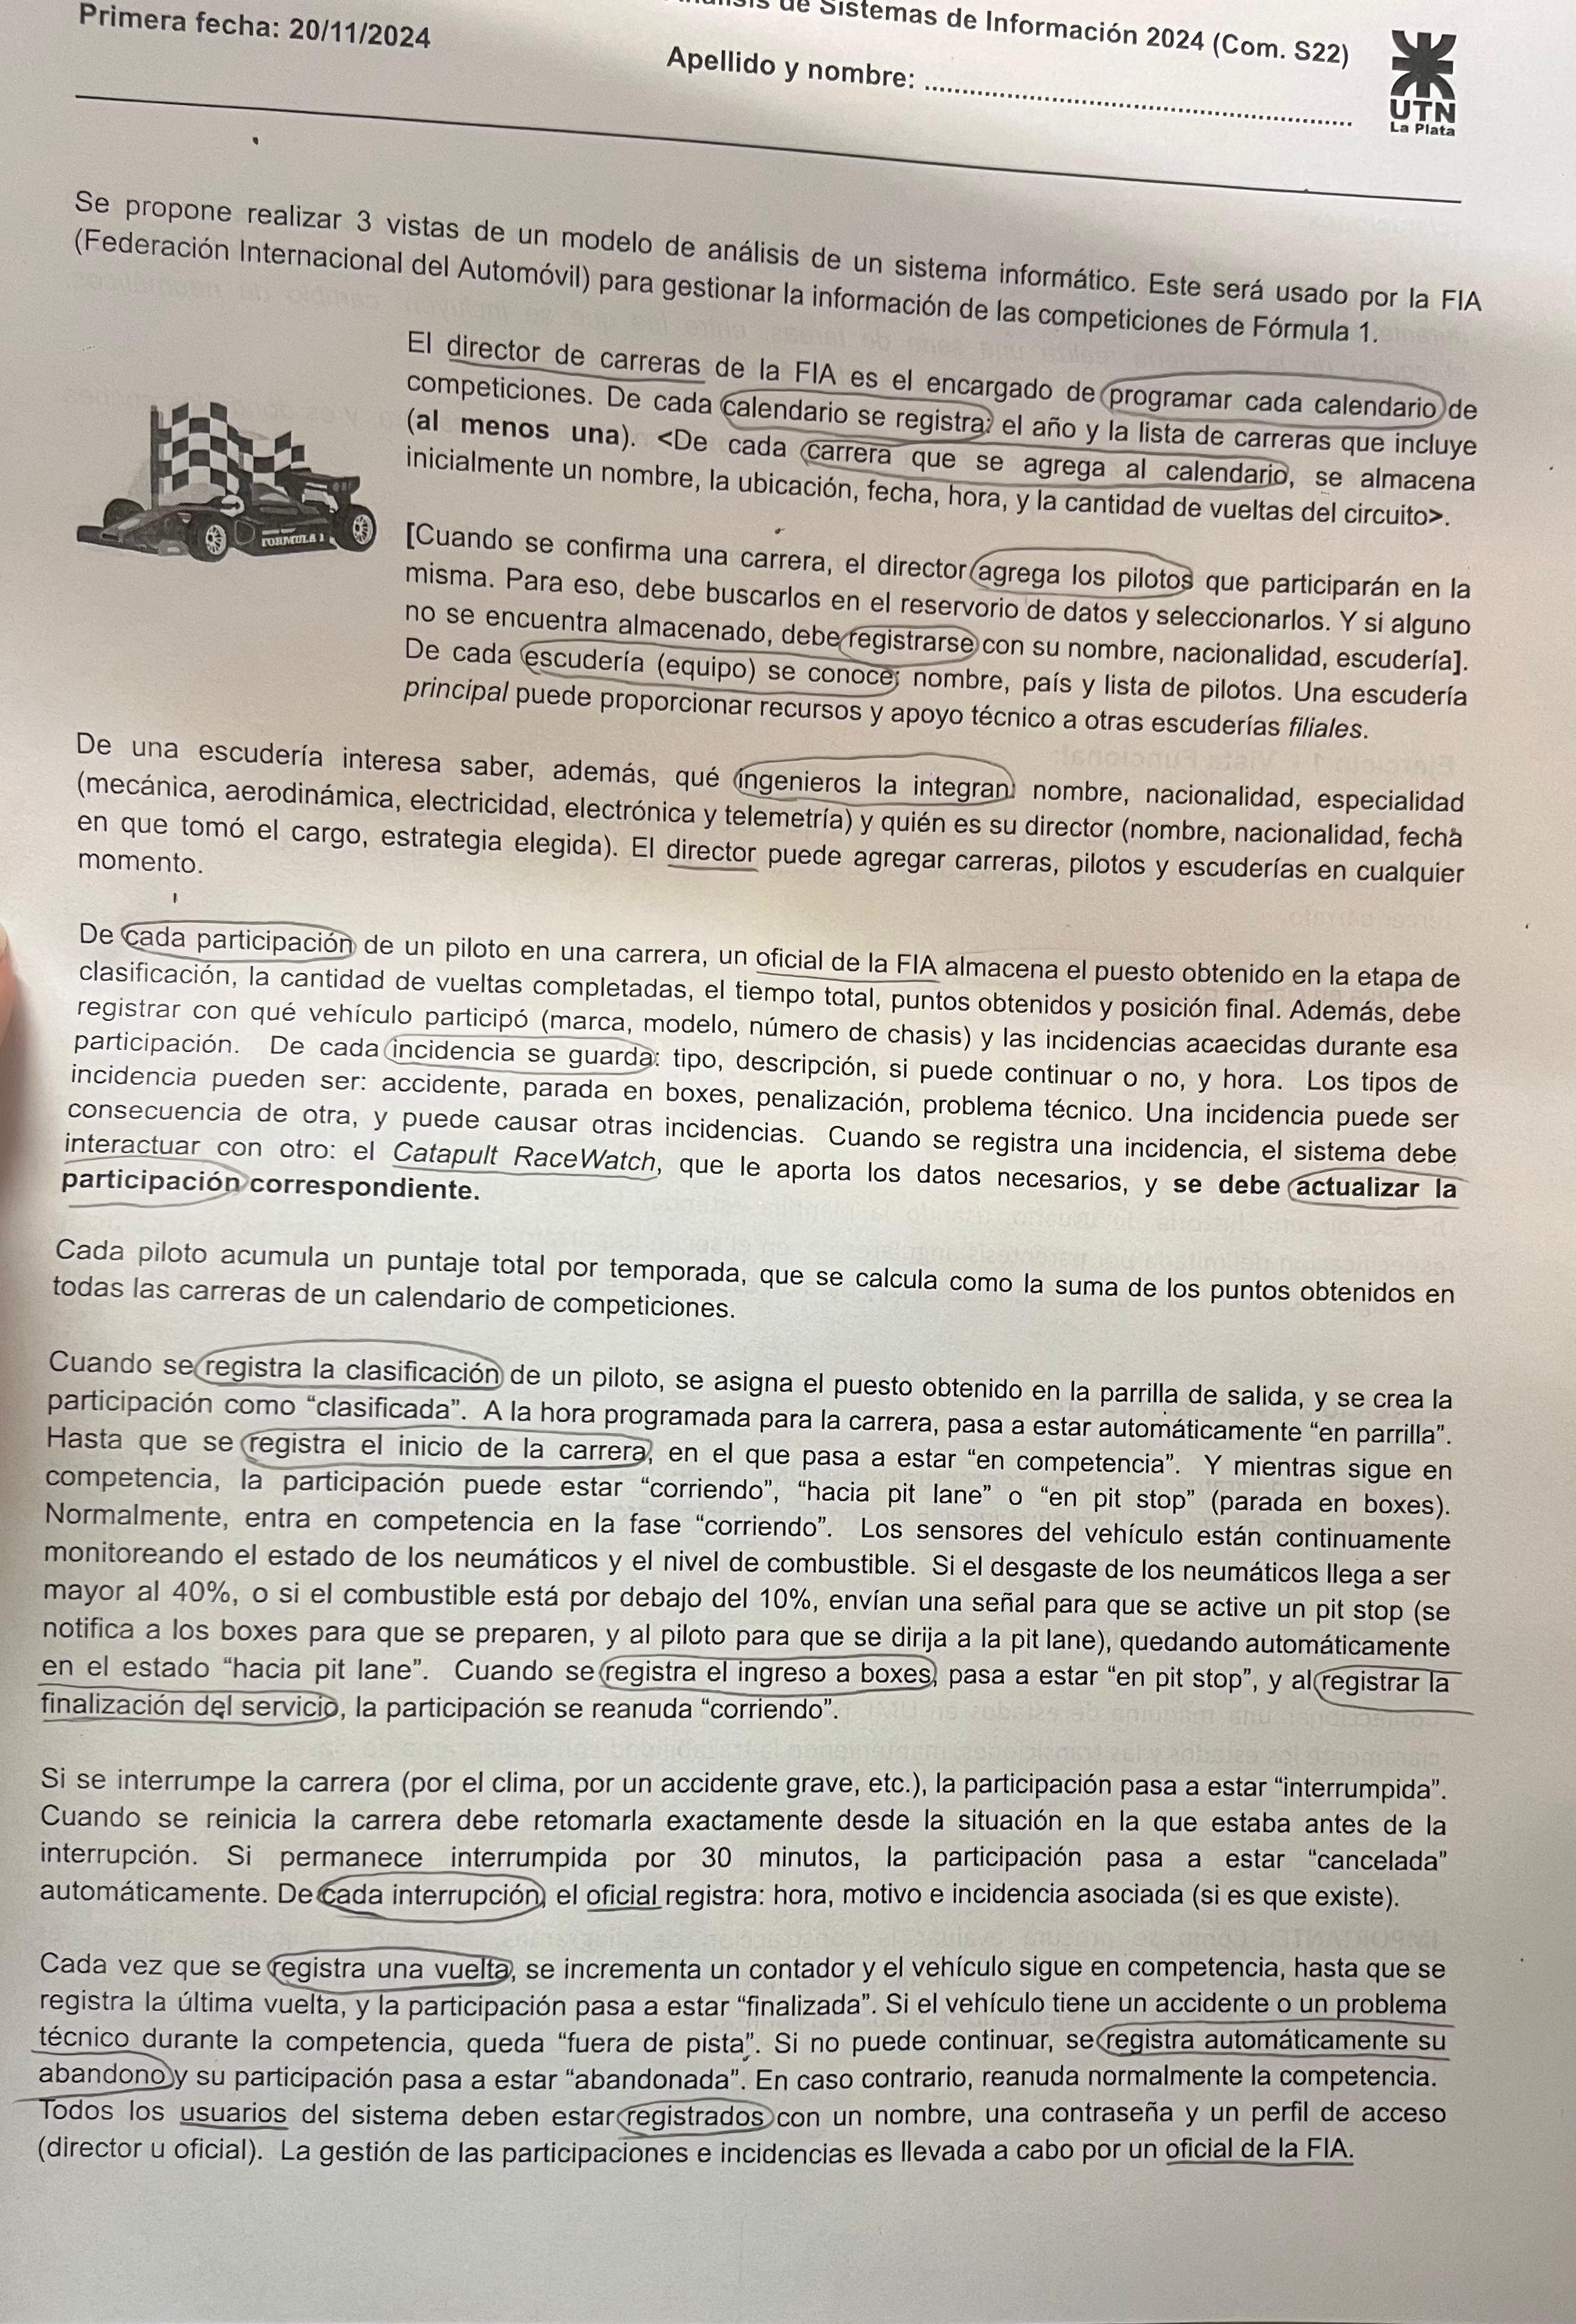 Primera fecha: 20/11/2024
de Sistemas de Información 2024 (Com. S22)
Apellido y nombre: ..........................................................
UTN
La Plata
Se propone realizar 3 vistas de un modelo de análisis de un sistema informático. Este será usado por la FIA
(Federación Internacional del Automóvil) para gestionar la información de las competiciones de Fórmula 1.
El director de carreras de la FIA es el encargado de programar cada calendario de
competiciones. De cada calendario se registra: el año y la lista de carreras que incluye
(al menos una). <De cada carrera que se agrega al calendario, se almacena
inicialmente un nombre, la ubicación, fecha, hora, y la cantidad de vueltas del circuito>.
FORMULA 1
[Cuando se confirma una carrera, el director agrega los pilotos que participarán en la
misma. Para eso, debe buscarlos en el reservorio de datos y seleccionarlos. Y si alguno
no se encuentra almacenado, debe registrarse con su nombre, nacionalidad, escudería].
De cada escudería (equipo) se conoce: nombre, país y lista de pilotos. Una escudería
principal puede proporcionar recursos y apoyo técnico a otras escuderías filiales.
De una escudería interesa saber, además, qué ingenieros la integran: nombre, nacionalidad, especialidad
(mecánica, aerodinámica, electricidad, electrónica y telemetría) y quién es su director (nombre, nacionalidad, fecha
en que tomó el cargo, estrategia elegida). El director puede agregar carreras, pilotos y escuderías en cualquier
momento.
De cada participación de un piloto en una carrera, un oficial de la FIA almacena el puesto obtenido en la etapa de
clasificación, la cantidad de vueltas completadas, el tiempo total, puntos obtenidos y posición final. Además, debe
registrar con qué vehículo participó (marca, modelo, número de chasis) y las incidencias acaecidas durante esa
participación. De cada incidencia se guarda: tipo, descripción, si puede continuar o no, y hora. Los tipos de
incidencia pueden ser: accidente, parada en boxes, penalización, problema técnico. Una incidencia puede ser
consecuencia de otra, y puede causar otras incidencias. Cuando se registra una incidencia, el sistema debe
interactuar con otro: el Catapult RaceWatch, que le aporta los datos necesarios, y se debe actualizar la
participación correspondiente.
Cada piloto acumula un puntaje total por temporada, que se calcula como la suma de los puntos obtenidos en
todas las carreras de un calendario de competiciones.
Cuando se registra la clasificación de un piloto, se asigna el puesto obtenido en la parrilla de salida, y se crea la
participación como “clasificada”. A la hora programada para la carrera, pasa a estar automáticamente “en parrilla”.
Hasta que se registra el inicio de la carrera, en el que pasa a estar “en competencia”. Y mientras sigue en
competencia, la participación puede estar “corriendo”, “hacia pit lane” o “en pit stop” (parada en boxes).
Normalmente, entra en competencia en la fase “corriendo”. Los sensores del vehículo están continuamente
monitoreando el estado de los neumáticos y el nivel de combustible. Si el desgaste de los neumáticos llega a ser
mayor al 40%, o si el combustible está por debajo del 10%, envían una señal para que se active un pit stop (se
notifica a los boxes para que se preparen, y al piloto para que se dirija a la pit lane), quedando automáticamente
en el estado “hacia pit lane”. Cuando se registra el ingreso a boxes, pasa a estar “en pit stop”, y al registrar la
finalización del servicio, la participación se reanuda “corriendo”.
Si se interrumpe la carrera (por el clima, por un accidente grave, etc.), la participación pasa a estar “interrumpida”.
Cuando se reinicia la carrera debe retomarla exactamente desde la situación en la que estaba antes de la
interrupción. Si permanece interrumpida por 30 minutos, la participación pasa a estar “cancelada”
automáticamente. De cada interrupción, el oficial registra: hora, motivo e incidencia asociada (si es que existe).
Cada vez que se registra una vuelta, se incrementa un contador y el vehículo sigue en competencia, hasta que se
registra la última vuelta, y la participación pasa a estar “finalizada”. Si el vehículo tiene un accidente o un problema
técnico durante la competencia, queda “fuera de pista”. Si no puede continuar, se registra automáticamente su
abandono y su participación pasa a estar “abandonada”. En caso contrario, reanuda normalmente la competencia.
Todos los usuarios del sistema deben estar registrados con un nombre, una contraseña y un perfil de acceso
(director u oficial). La gestión de las participaciones e incidencias es llevada a cabo por un oficial de la FIA.